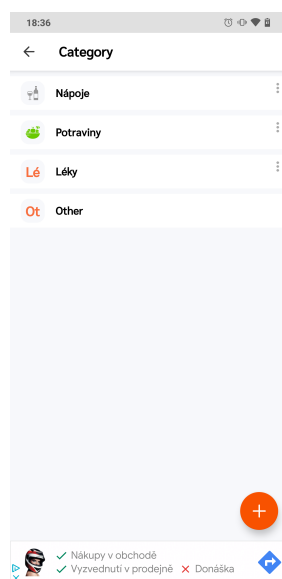 18:36
Category
Nápoje
Potraviny
Lé Léky
Ot Other
Nákupy v obchodě
Vyzvednutí v prodejně Donáška